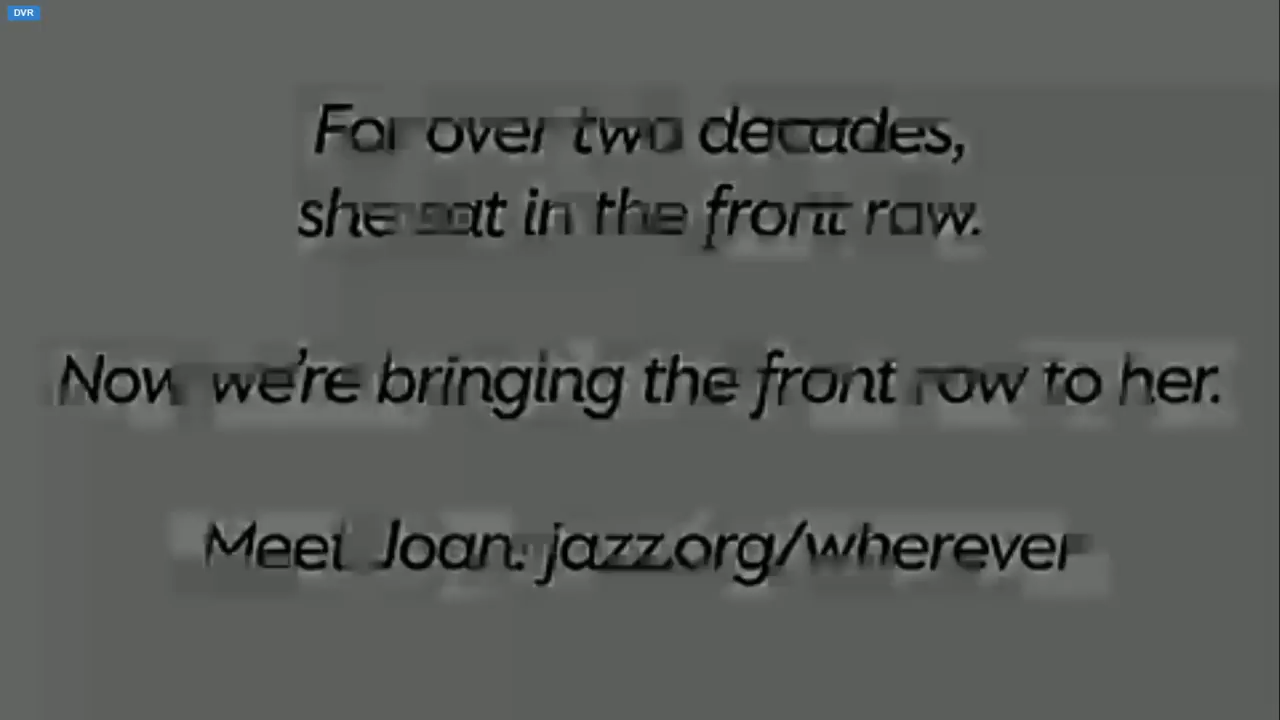 DVR
For over two decades,
she sat in the front row.
Now we're bringing the front row to her.
Meet Joan: jazz.org/wherever